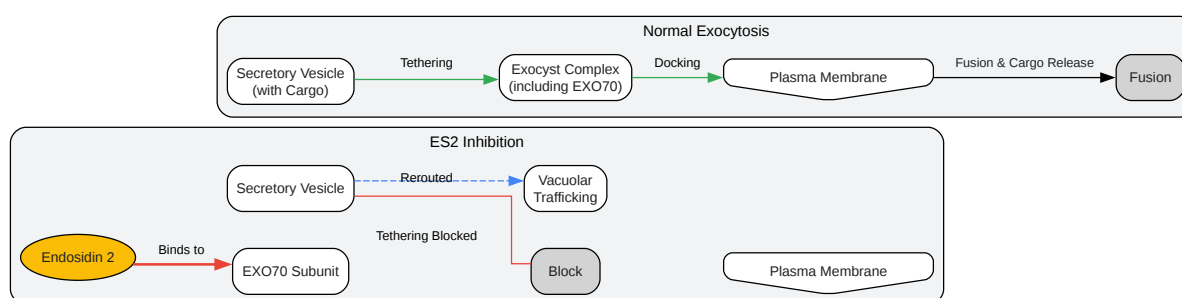 Normal Exocytosis
Secretory Vesicle
(with Cargo)
Tethering
Exocyst Complex
(including EXO70)
Docking
Plasma Membrane
Fusion & Cargo Release
Fusion
ES2 Inhibition
Secretory Vesicle
Rerouted
Vacuolar
Trafficking
Tethering Blocked
Endosidin 2
Binds to
EXO70 Subunit
Block
Plasma Membrane